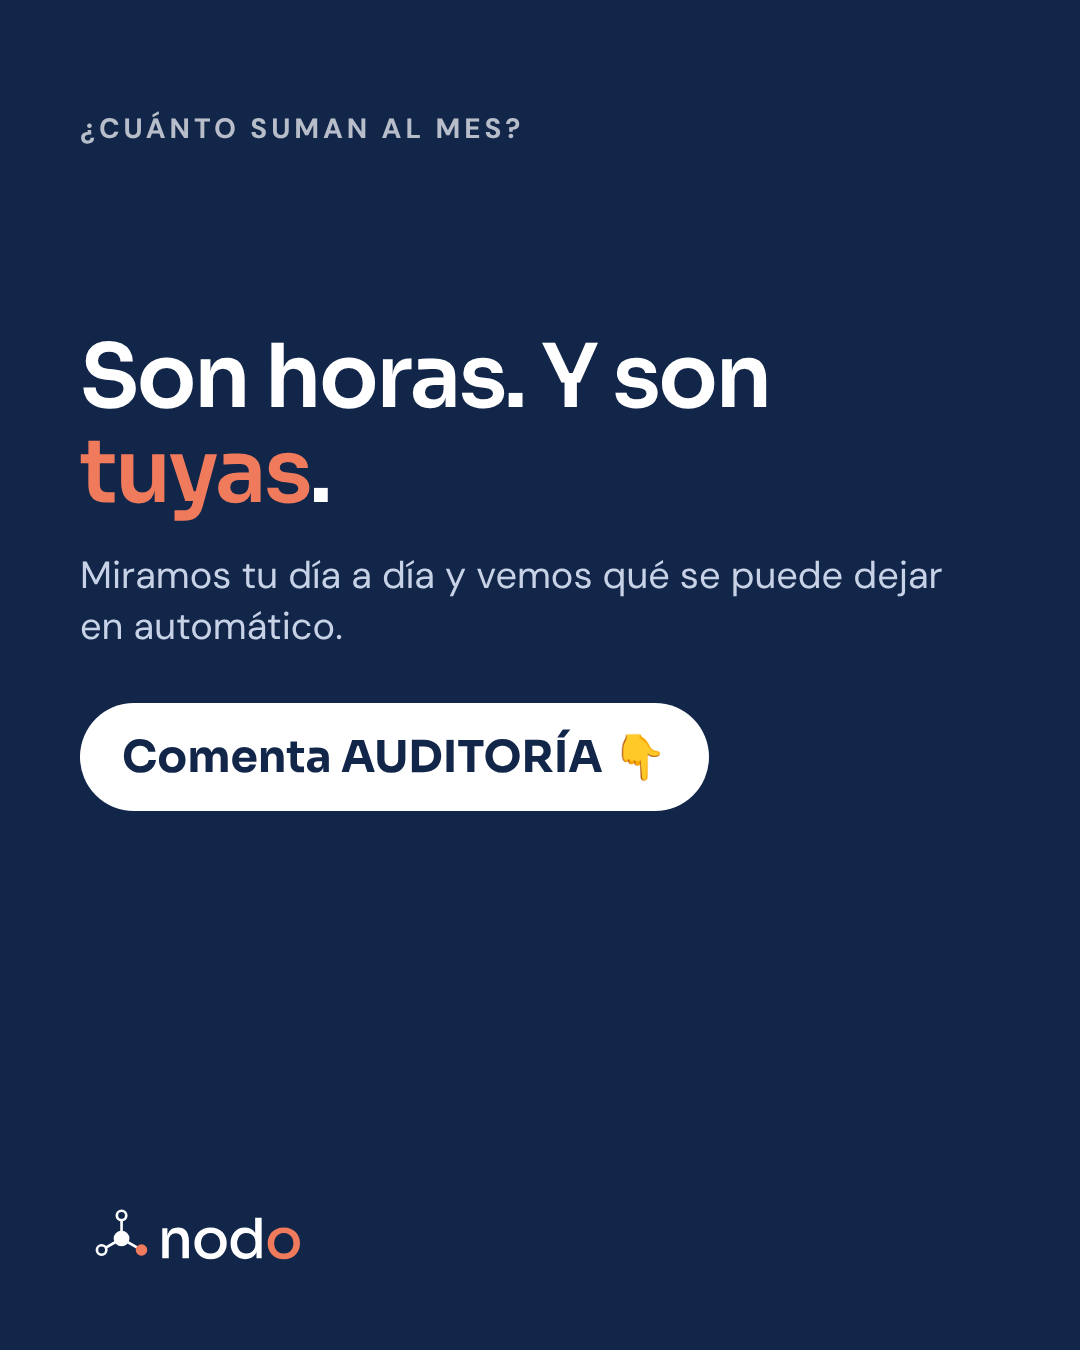 ¿CUÁNTO SUMAN AL MES?
Son horas. Y son
tuyas.
Miramos tu día a día y vemos qué se puede dejar
en automático.
Comenta AUDITORÍA 👇
nodo